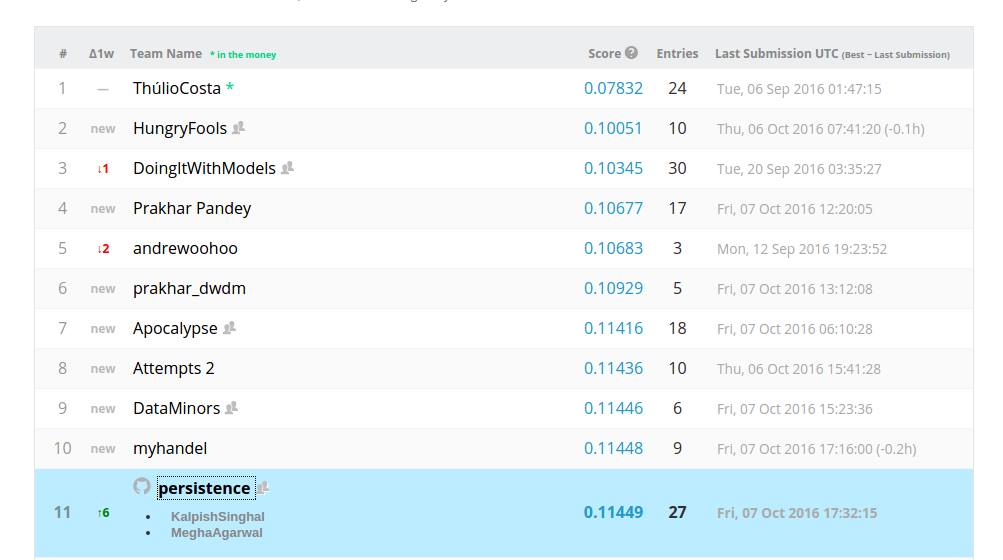 # Δ1w Team Name * in the money Score ? Entries Last Submission UTC (Best − Last Submission)
1 — ThúlioCosta * 0.07832 24 Tue, 06 Sep 2016 01:47:15
2 new HungryFools 0.10051 10 Thu, 06 Oct 2016 07:41:20 (-0.1h)
3 ↓1 DoingItWithModels 0.10345 30 Tue, 20 Sep 2016 03:35:27
4 new Prakhar Pandey 0.10677 17 Fri, 07 Oct 2016 12:20:05
5 ↓2 andrewoohoo 0.10683 3 Mon, 12 Sep 2016 19:23:52
6 new prakhar_dwdm 0.10929 5 Fri, 07 Oct 2016 13:12:08
7 new Apocalypse 0.11416 18 Fri, 07 Oct 2016 06:10:28
8 new Attempts 2 0.11436 10 Thu, 06 Oct 2016 15:41:28
9 new DataMinors 0.11446 6 Fri, 07 Oct 2016 15:23:36
10 new myhandel 0.11448 9 Fri, 07 Oct 2016 17:16:00 (-0.2h)
persistence
11 ↑6 0.11449 27 Fri, 07 Oct 2016 17:32:15
• KalpishSinghal
• MeghaAgarwal